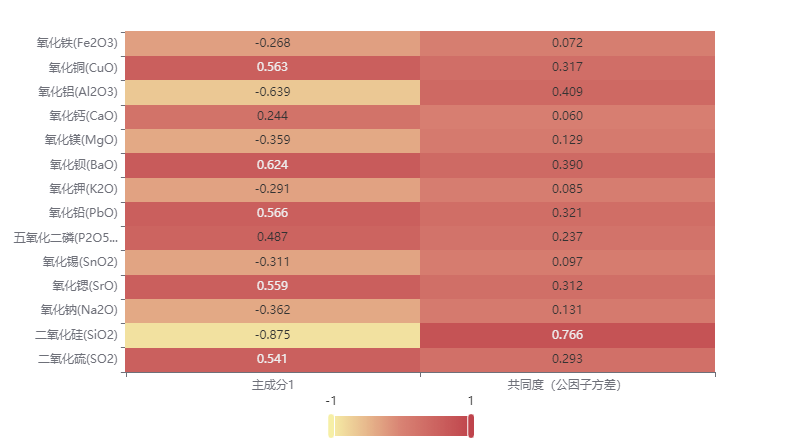 氧化铁(Fe2O3) -0.268 0.072
氧化铜(CuO) 0.563 0.317
氧化铝(Al2O3) -0.639 0.409
氧化钙(CaO) 0.244 0.060
氧化镁(MgO) -0.359 0.129
氧化钡(BaO) 0.624 0.390
氧化钾(K2O) -0.291 0.085
氧化铅(PbO) 0.566 0.321
五氧化二磷(P2O5... 0.487 0.237
氧化锡(SnO2) -0.311 0.097
氧化锶(SrO) 0.559 0.312
氧化钠(Na2O) -0.362 0.131
二氧化硅(SiO2) -0.875 0.766
二氧化硫(SO2) 0.541 0.293
主成分1 共同度（公因子方差）
-1 1